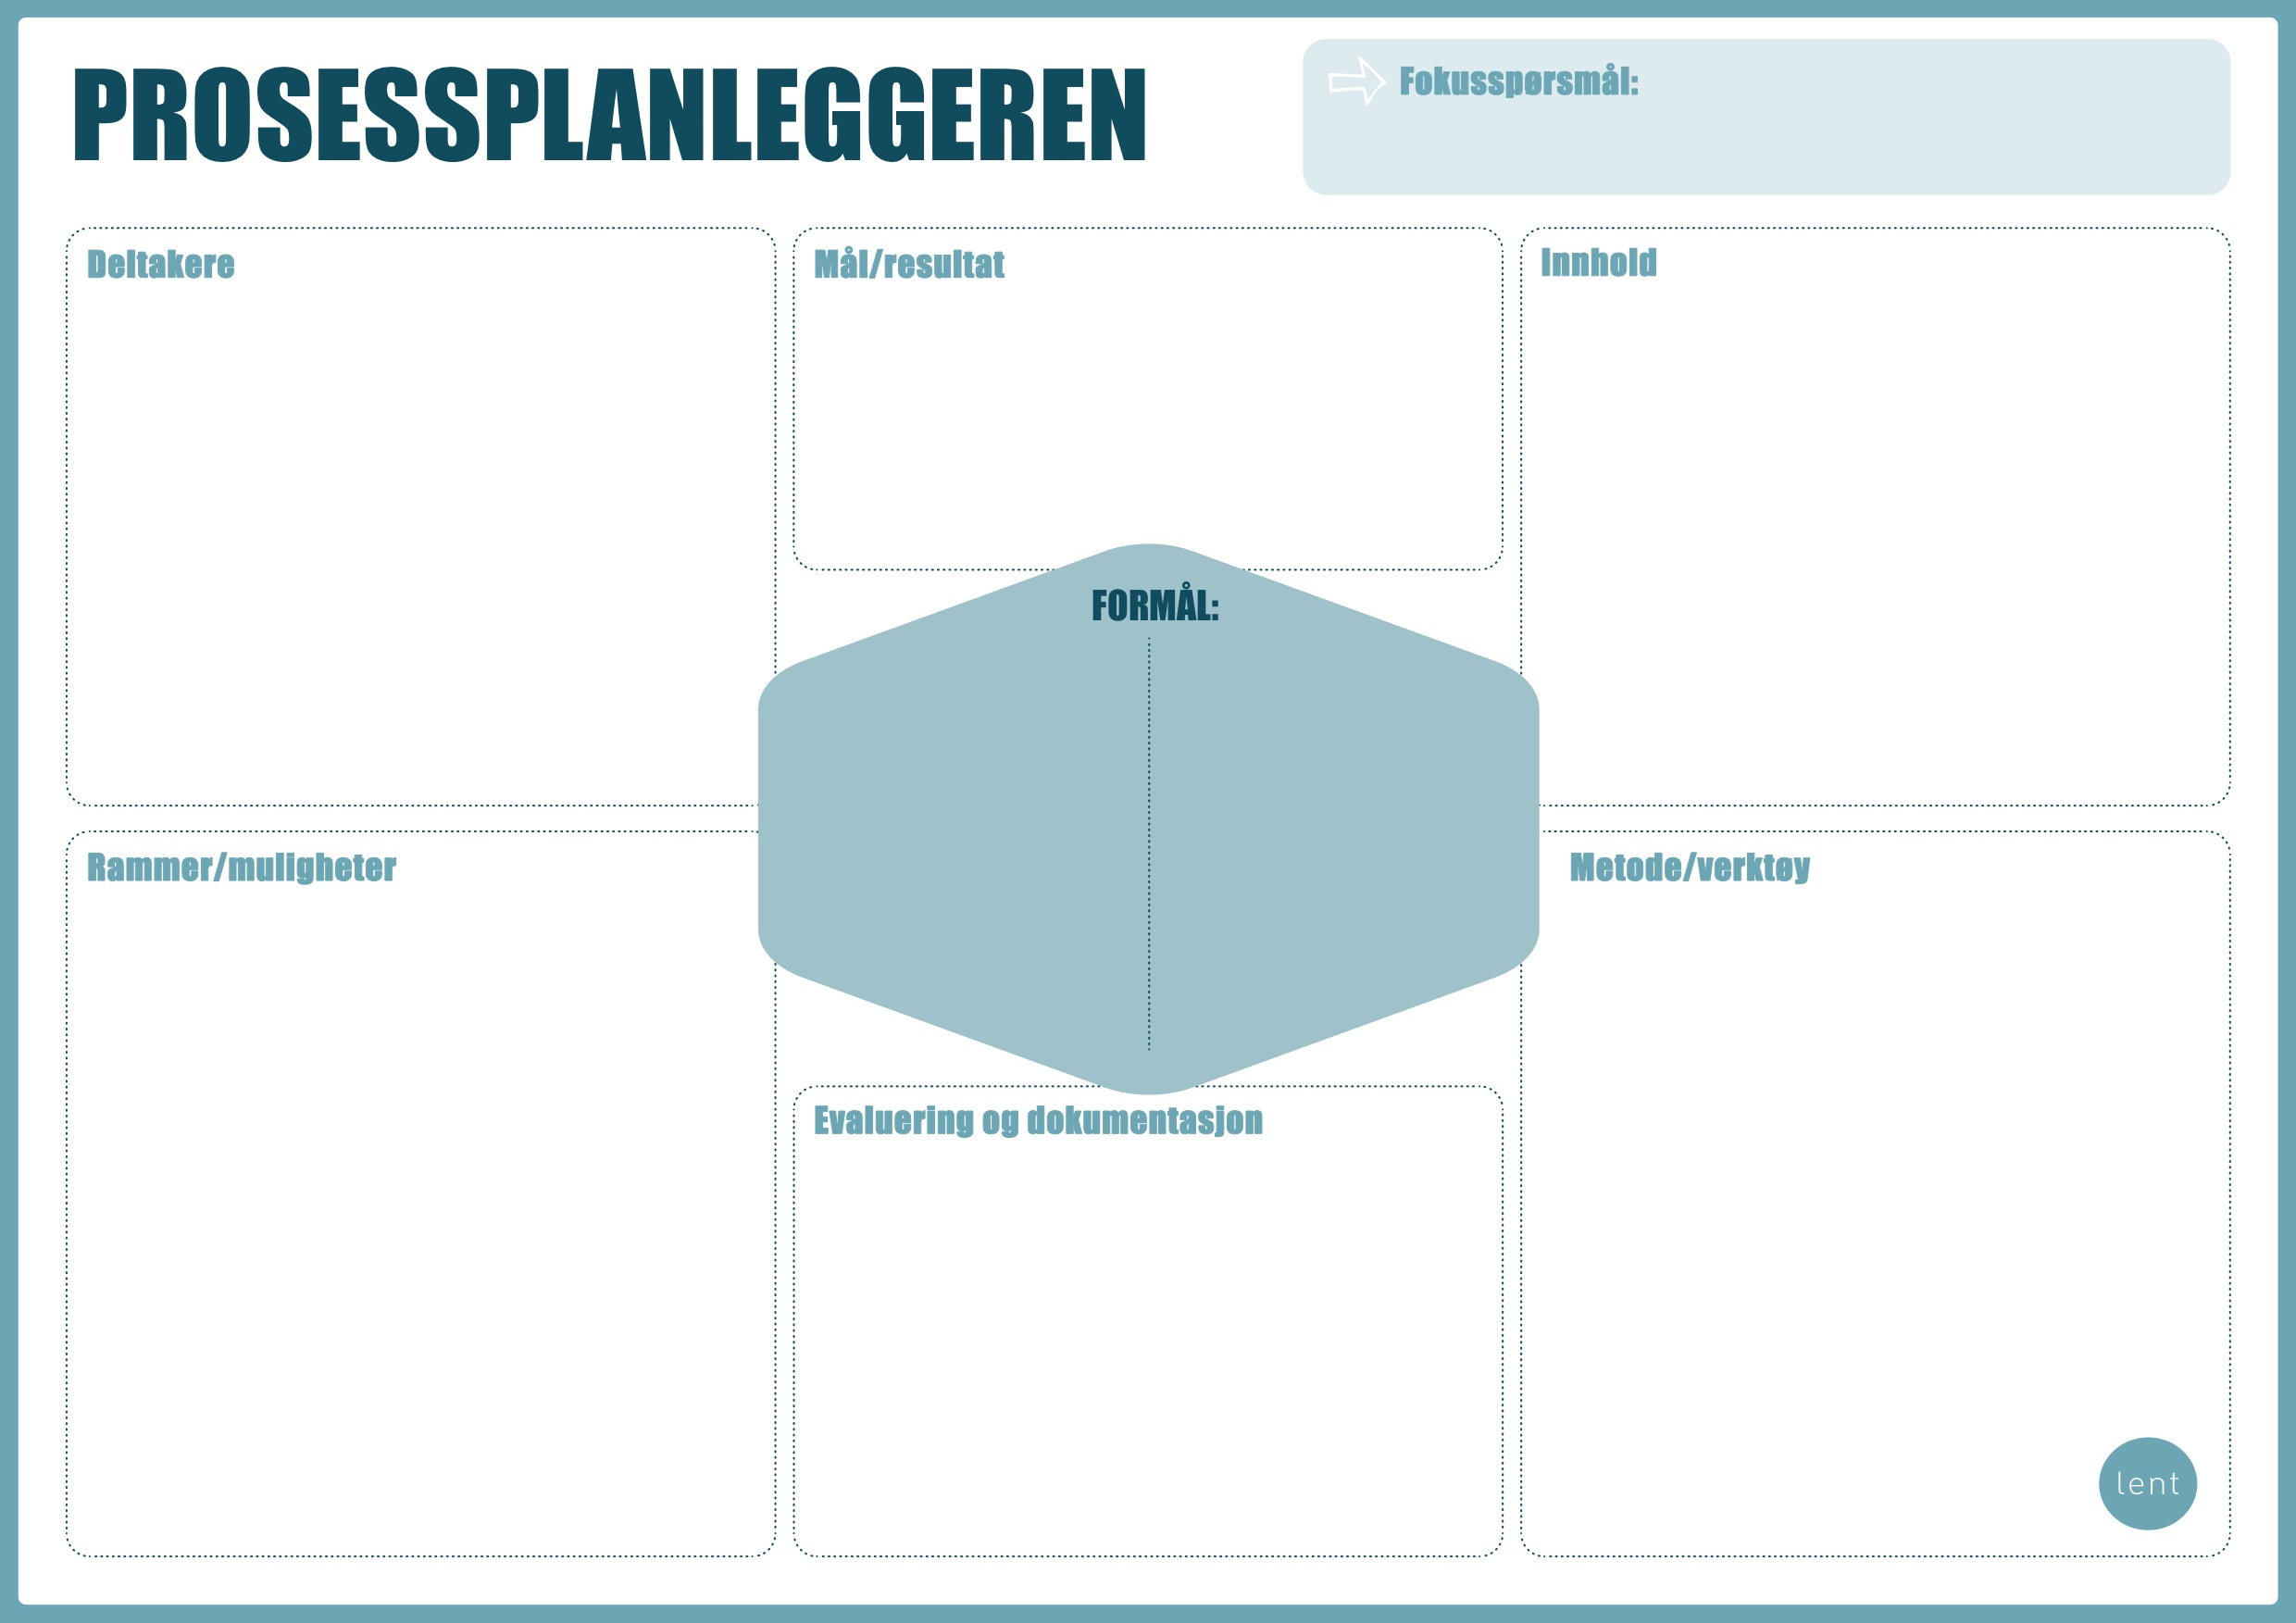 PROSESSPLANLEGGEREN
Fokusspørsmål:
Deltakere
Mål/resultat
Innhold
FORMÅL:
Rammer/muligheter
Metode/verktøy
Evaluering og dokumentasjon
lent